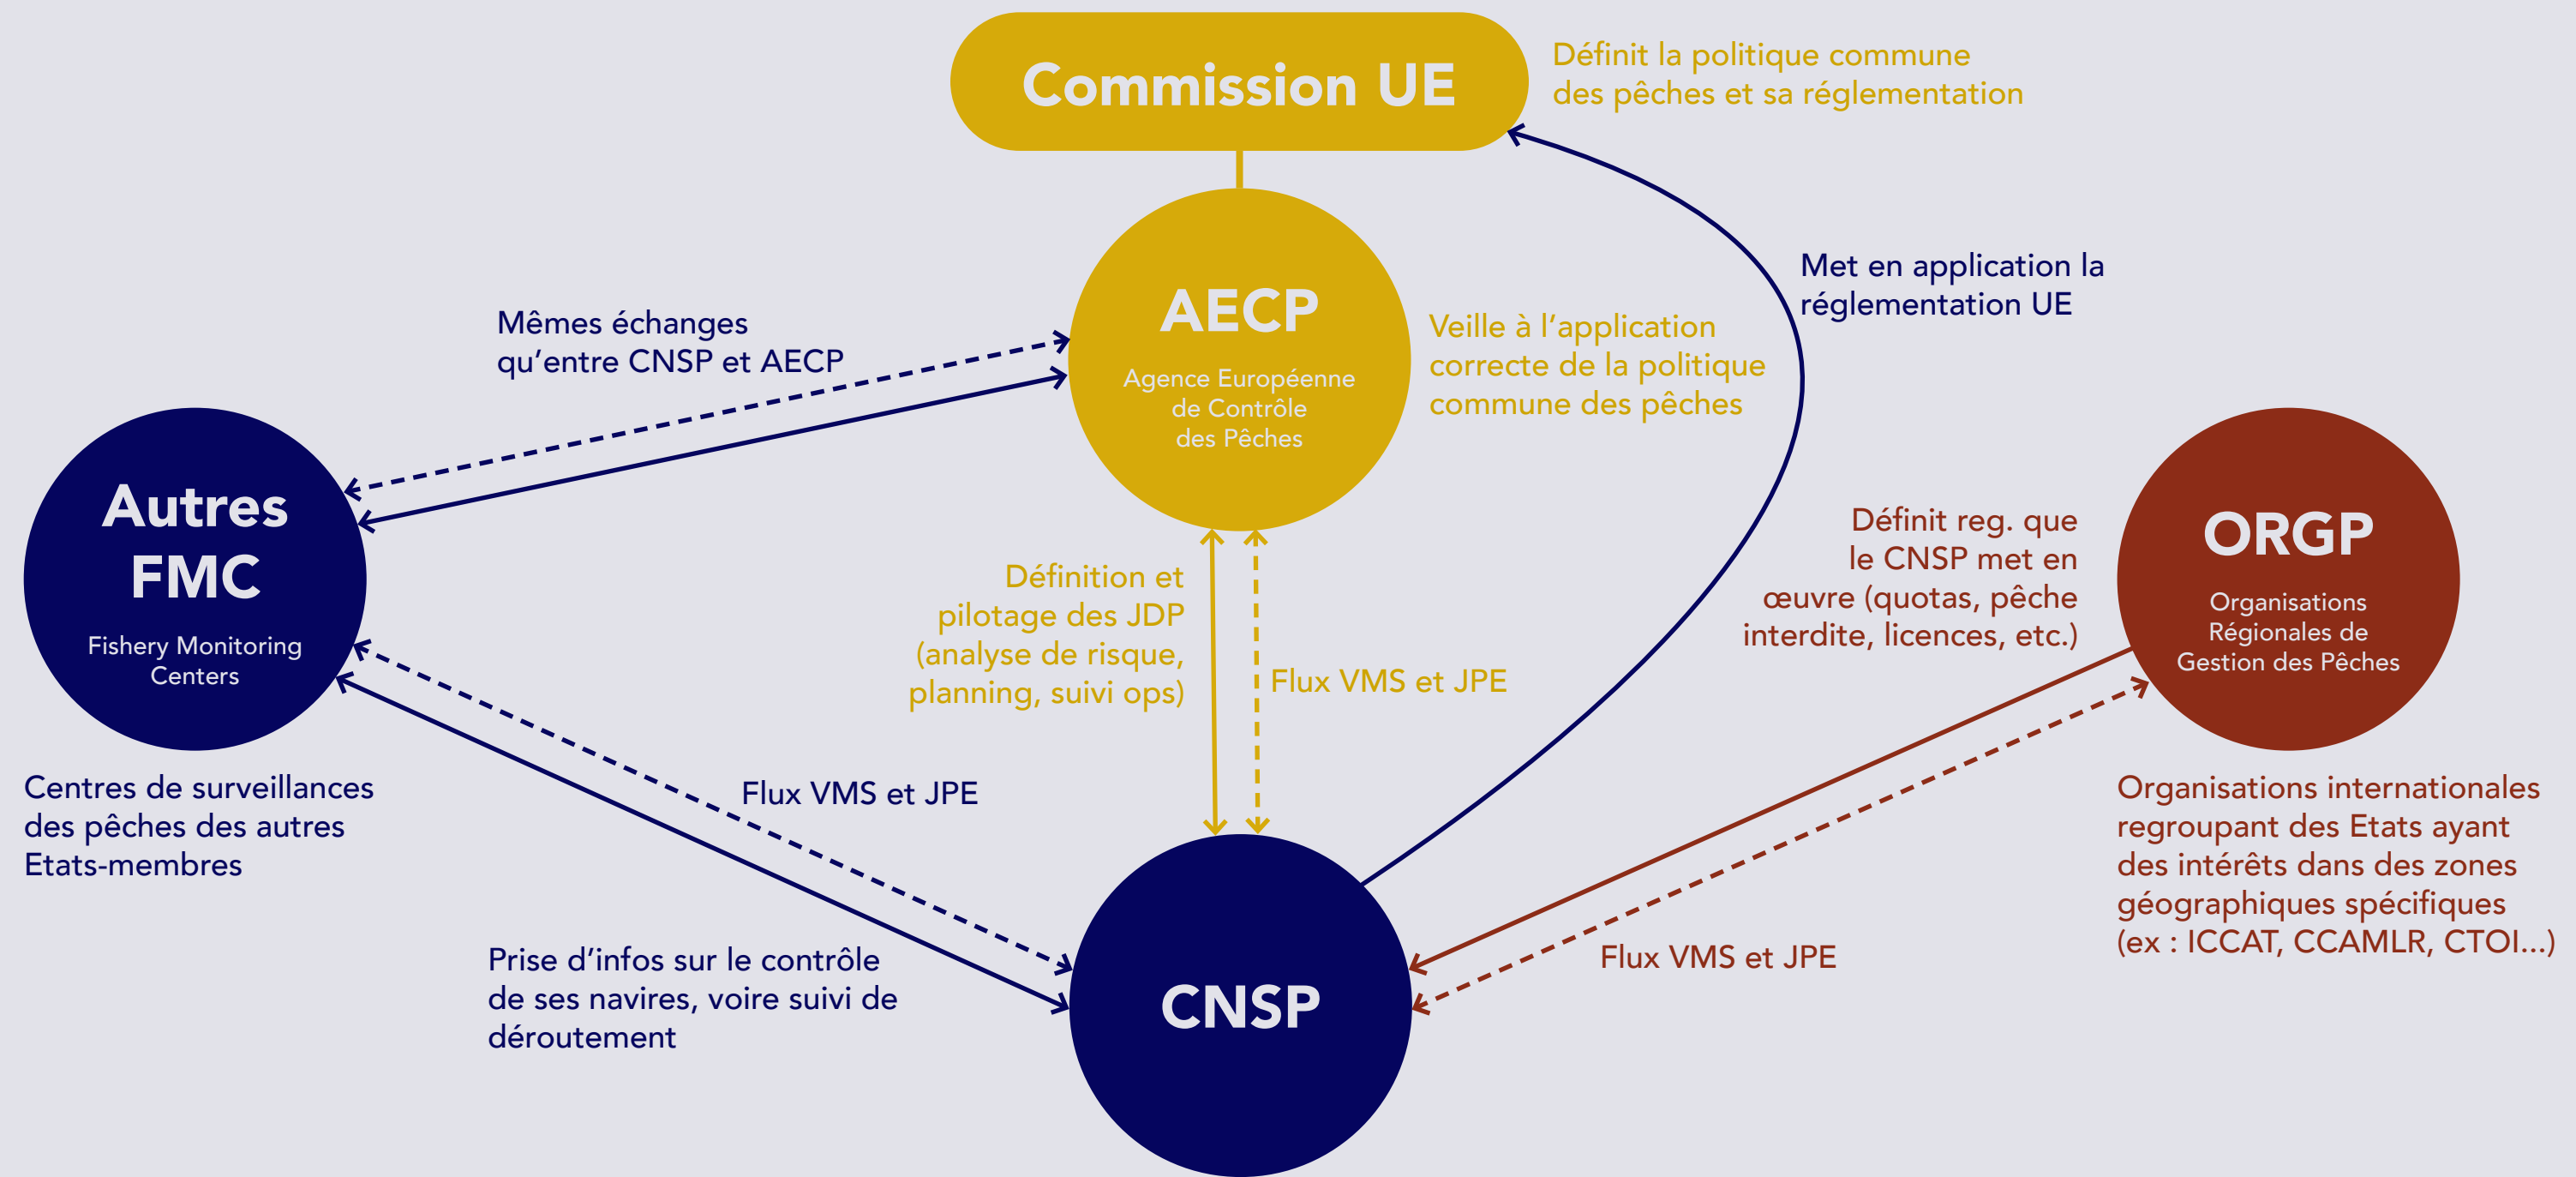 Commission UE
Définit la politique commune
des pêches et sa réglementation
Met en application la
réglementation UE
Mêmes échanges
qu’entre CNSP et AECP
AECP
Agence Européenne
de Contrôle
des Pêches
Veille à l’application
correcte de la politique
commune des pêches
Autres
FMC
Fishery Monitoring
Centers
Centres de surveillances
des pêches des autres
Etats-membres
Définition et
pilotage des JDP
(analyse de risque,
planning, suivi ops)
Flux VMS et JPE
Définit reg. que
le CNSP met en
œuvre (quotas, pêche
interdite, licences, etc.)
ORGP
Organisations
Régionales de
Gestion des Pêches
Organisations internationales
regroupant des Etats ayant
des intérêts dans des zones
géographiques spécifiques
(ex : ICCAT, CCAMLR, CTOI...)
Flux VMS et JPE
Prise d’infos sur le contrôle
de ses navires, voire suivi de
déroutement
CNSP
Flux VMS et JPE